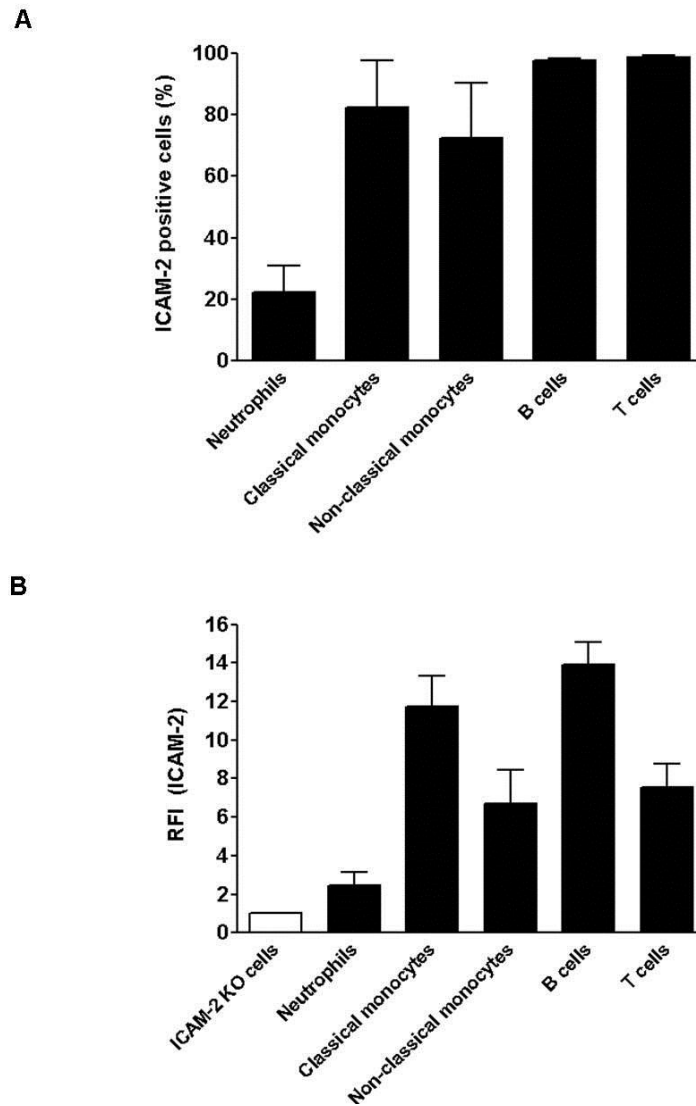 A
ICAM-2 positive cells (%)
100
80
60
40
20
0
Neutrophils
Classical monocytes
Non-classical monocytes
B cells
T cells
B
RFI (ICAM-2)
16
14
12
10
8
6
4
2
0
ICAM-2 KO cells
Neutrophils
Classical monocytes
Non-classical monocytes
B cells
T cells